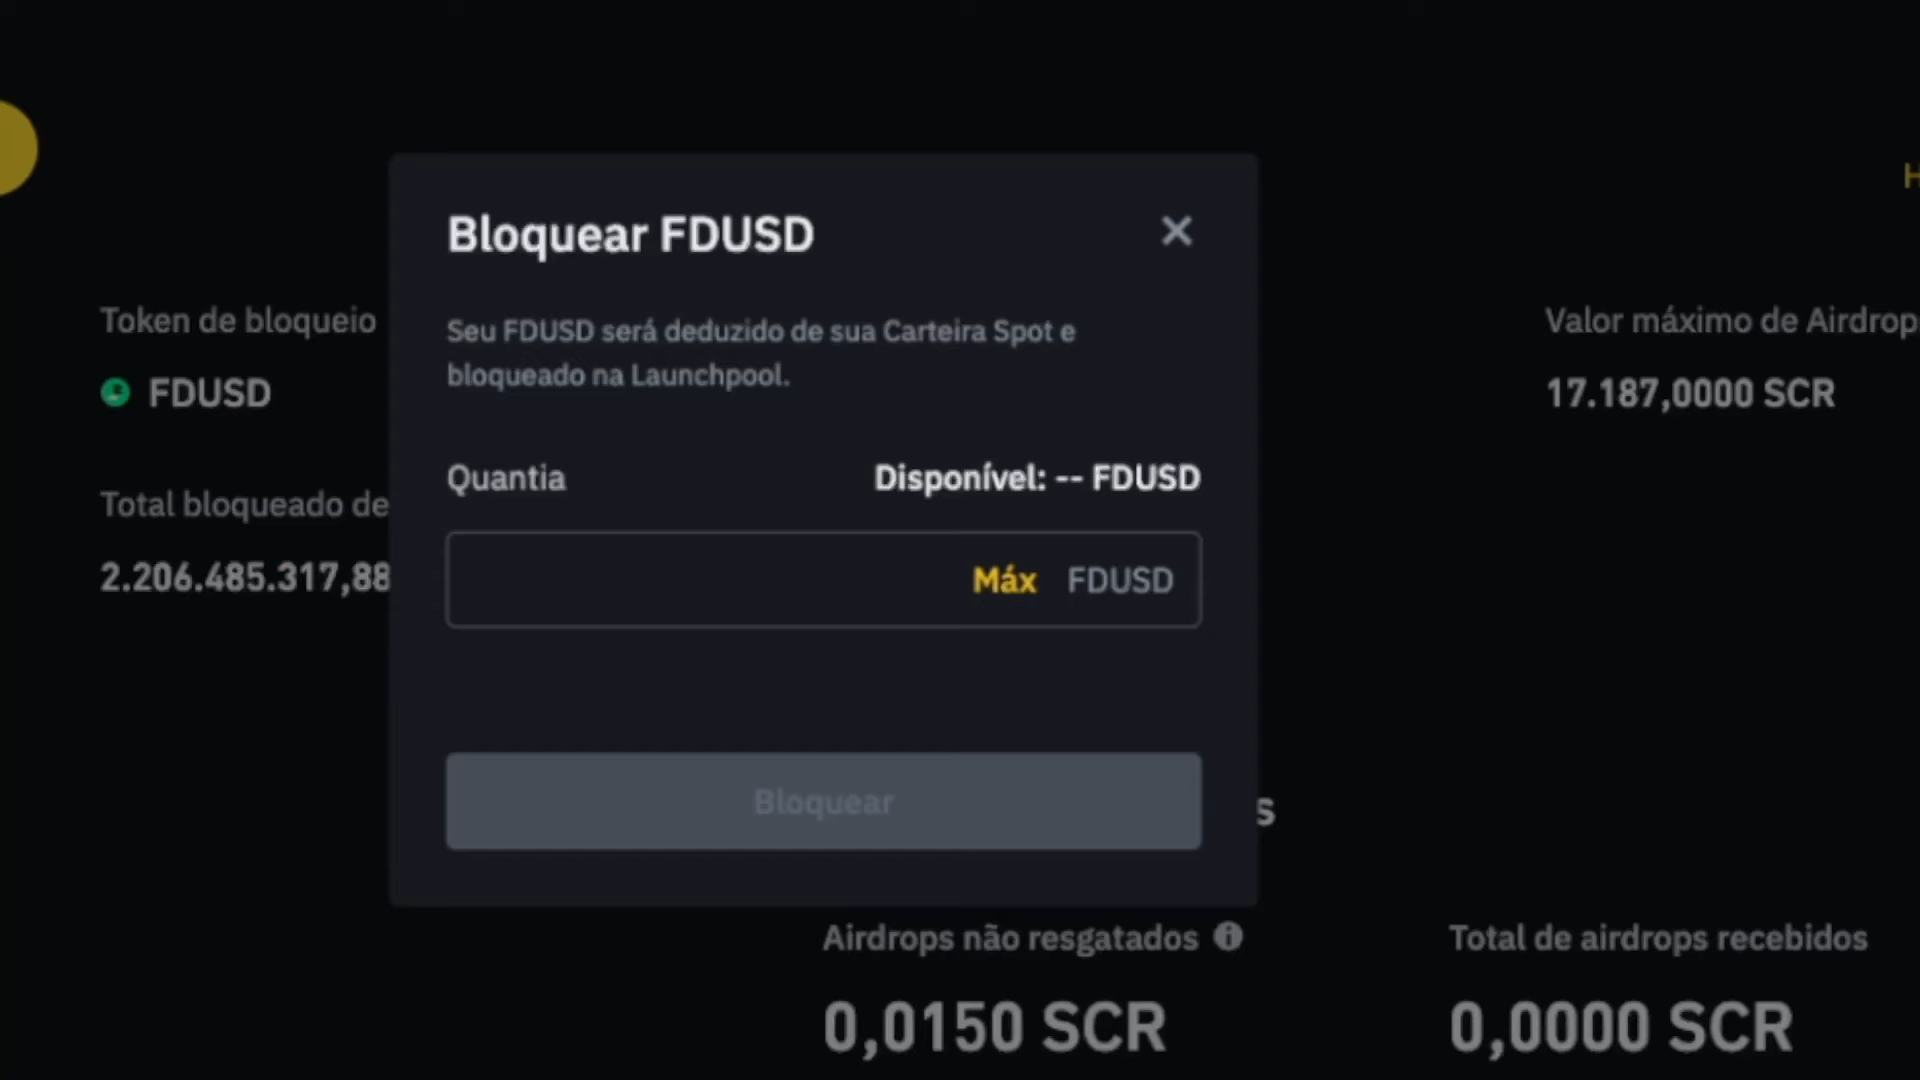 Bloquear FDUSD
Seu FDUSD será deduzido de sua Carteira Spot e
bloqueado na Launchpool.
Quantia
Disponível: -- FDUSD
Máx FDUSD
Bloquear
Token de bloqueio
FDUSD
Total bloqueado de
2.206.485.317,88
Valor máximo de Airdrop
17.187,0000 SCR
Airdrops não resgatados
0,0150 SCR
Total de airdrops recebidos
0,0000 SCR